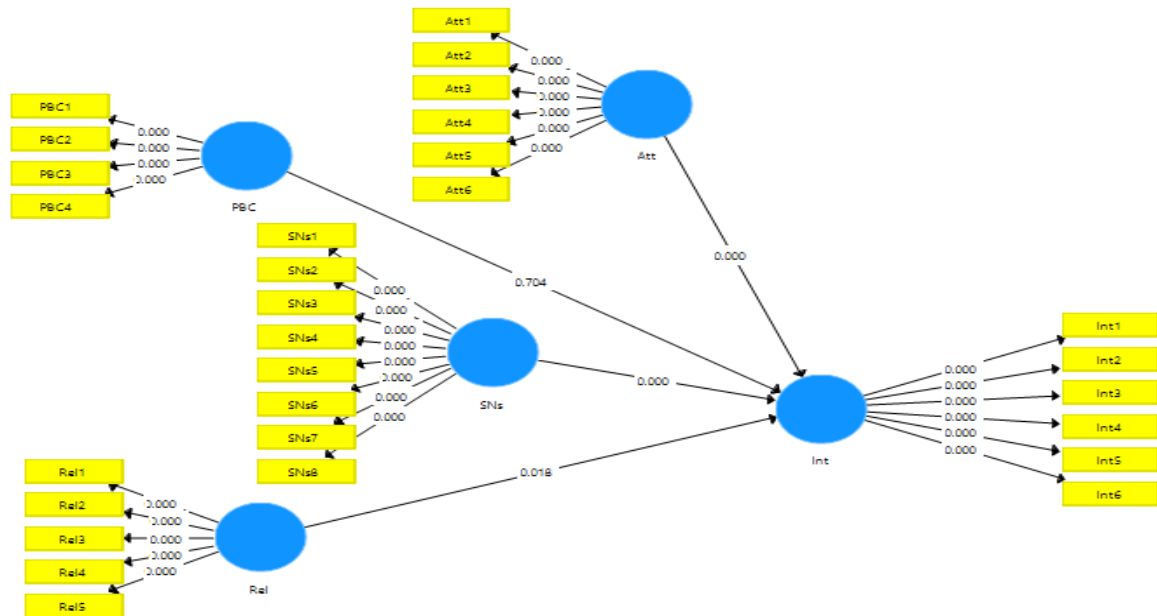 Att1
Att2
Att3
Att4
Att5
Att6
0.000
0.000
0.000
0.000
0.000
0.000
Att
PBC1
PBC2
PBC3
PBC4
0.000
0.000
0.000
0.000
PBC
SNs1
SNs2
SNs3
SNs4
SNs5
SNs6
SNs7
SNs8
0.000
0.000
0.000
0.000
0.000
0.000
0.000
0.000
SNs
0.000
0.704
0.000
0.018
Rel1
Rel2
Rel3
Rel4
Rel5
0.000
0.000
0.000
0.000
0.000
Rel
Int
0.000
0.000
0.000
0.000
0.000
0.000
Int1
Int2
Int3
Int4
Int5
Int6